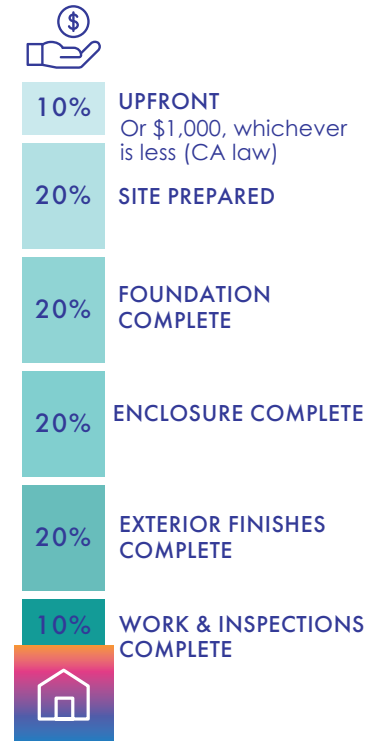 $
10% UPFRONT
Or $1,000, whichever
is less (CA law)
20% SITE PREPARED
20% FOUNDATION
COMPLETE
20% ENCLOSURE COMPLETE
20% EXTERIOR FINISHES
COMPLETE
10% WORK & INSPECTIONS
COMPLETE